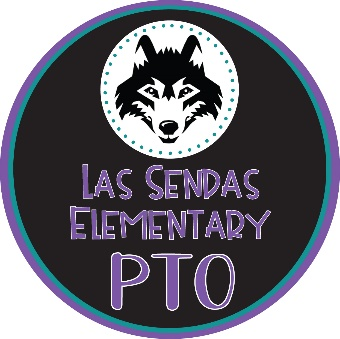 Las Sendas
Elementary
PTO